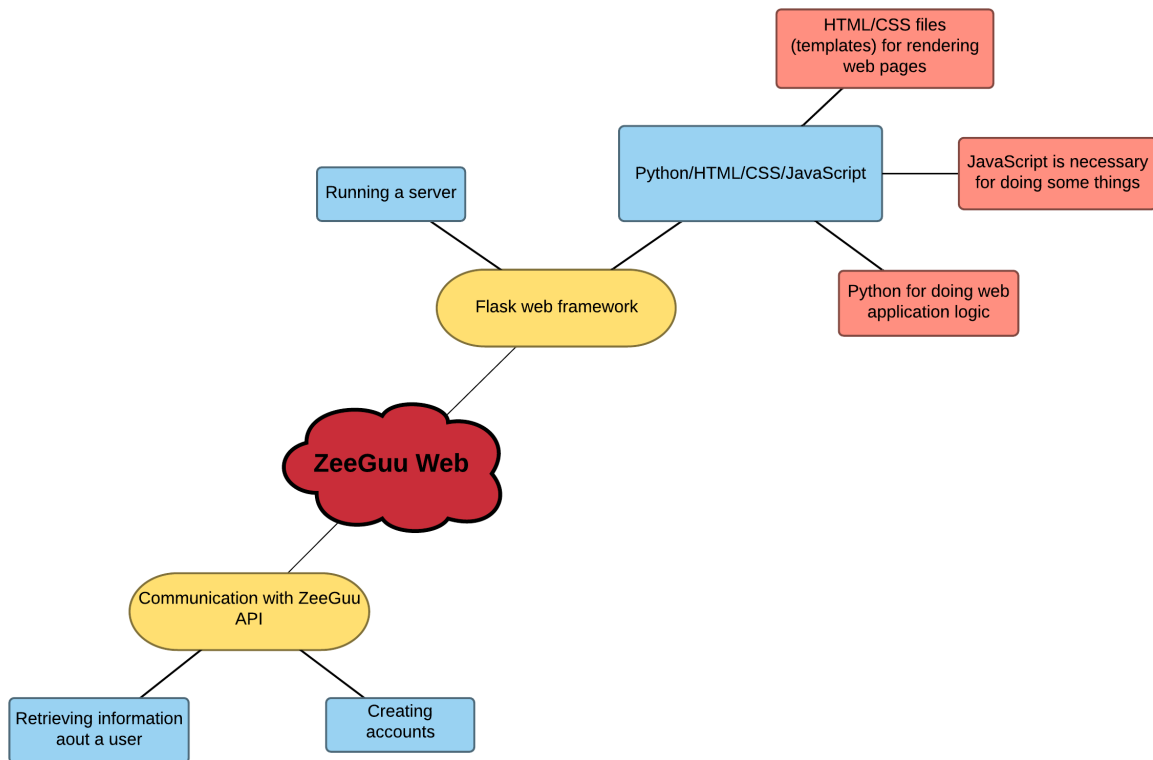 HTML/CSS files
(templates) for rendering
web pages
Python/HTML/CSS/JavaScript
JavaScript is necessary
for doing some things
Running a server
Python for doing web
application logic
Flask web framework
ZeeGuu Web
Communication with ZeeGuu
API
Retrieving information
aout a user
Creating
accounts